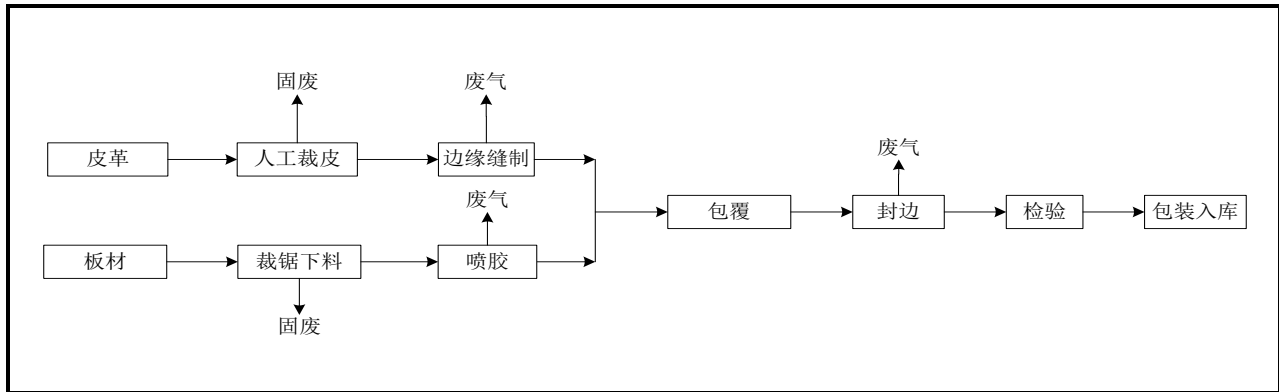 固废
废气
皮革
人工裁皮
边缘缝制
废气
废气
包覆
封边
检验
包装入库
板材
裁锯下料
喷胶
固废